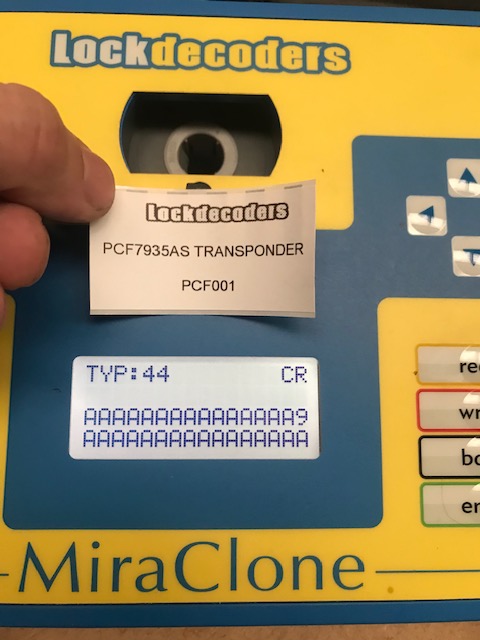 Lockdecoders
Lockdecoders
PCF7935AS TRANSPONDER
PCF001
TYP:44 CR
AAAAAAAAAAAAAAA9
AAAAAAAAAAAAAAAA
MiraClone